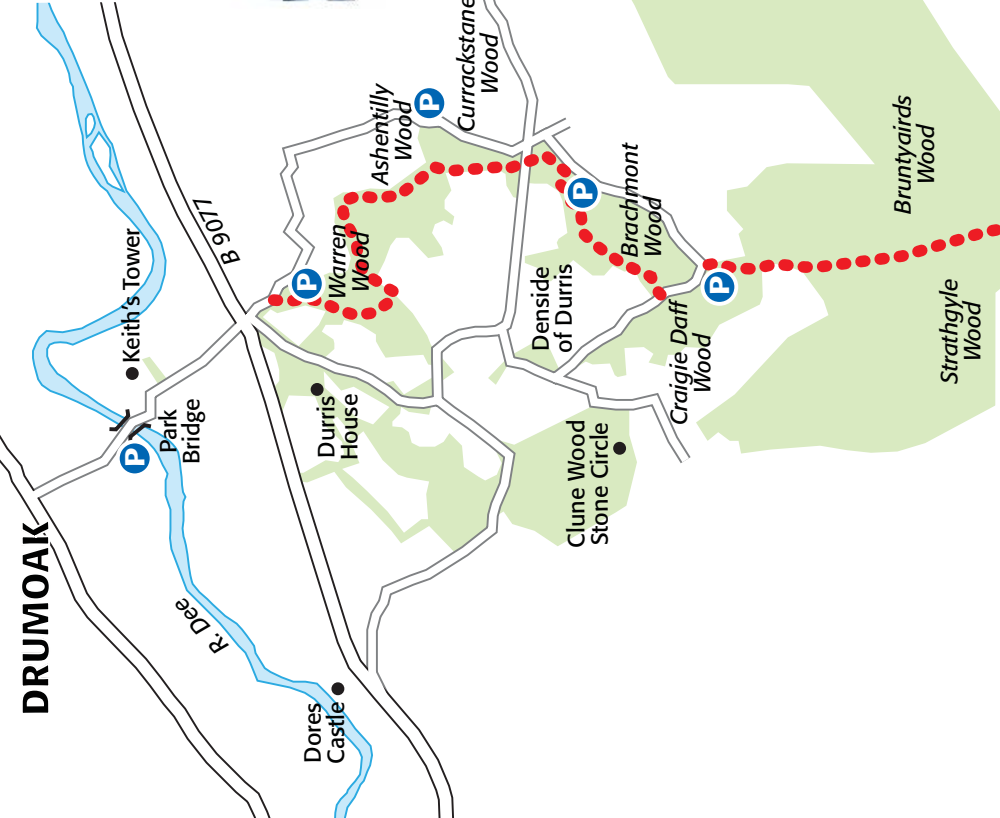 DRUMOAK
R. Dee
Park
Bridge
P
Keith's Tower
B 9077
Dores
Castle
Durris
House
P
Warren
Wood
Ashentilly
Wood
P
Currackstane
Wood
Denside
of Durris
Clune Wood
Stone Circle
P
Brachmont
Wood
Craigie Daff
Wood
P
Bruntyairds
Wood
Strathgyle
Wood